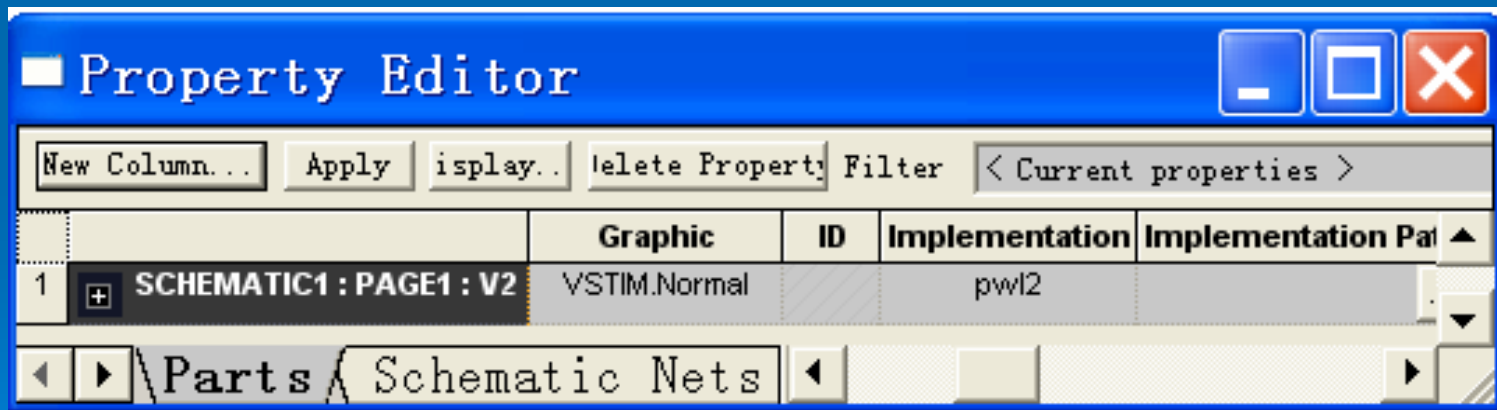 Property Editor
New Column... Apply isplay.. elete Property Filter < Current properties >
Graphic ID Implementation Implementation Pat
1 SCHEMATIC1 : PAGE1 : V2 VSTIM.Normal pwl2
Parts Schematic Nets